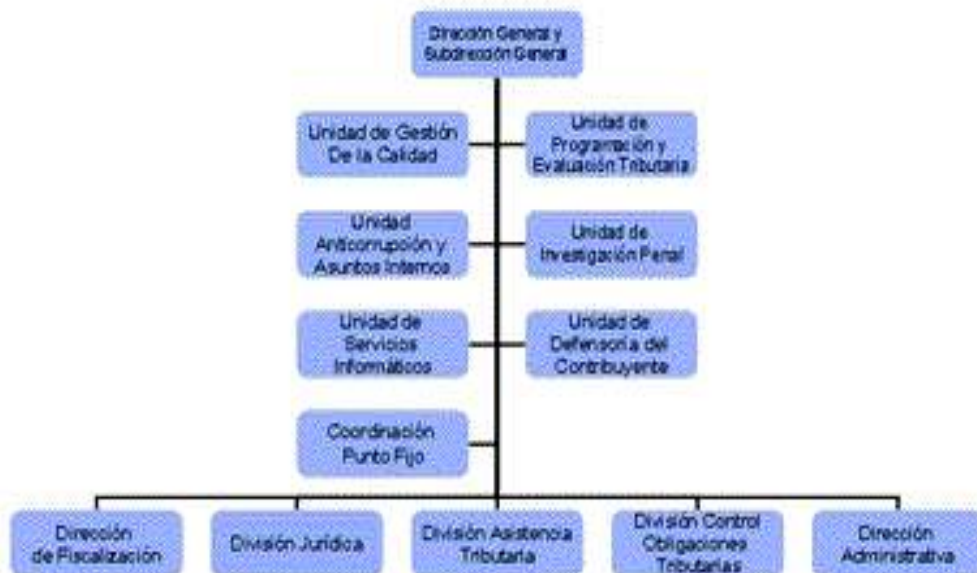 Dirección General y
Subdirección General
Unidad de Gestión
De la Calidad
Unidad de
Programación y
Evaluación Tributaria
Unidad
Anticorrupción y
Asuntos Internos
Unidad de
Investigación Penal
Unidad de
Servicios
Informáticos
Unidad de
Defensoría del
Contribuyente
Coordinación
Punto Fijo
Dirección
de Fiscalización
División Jurídica
División Asistencia
Tributaria
División Control
Obligaciones
Tributarias
Dirección
Administrativa